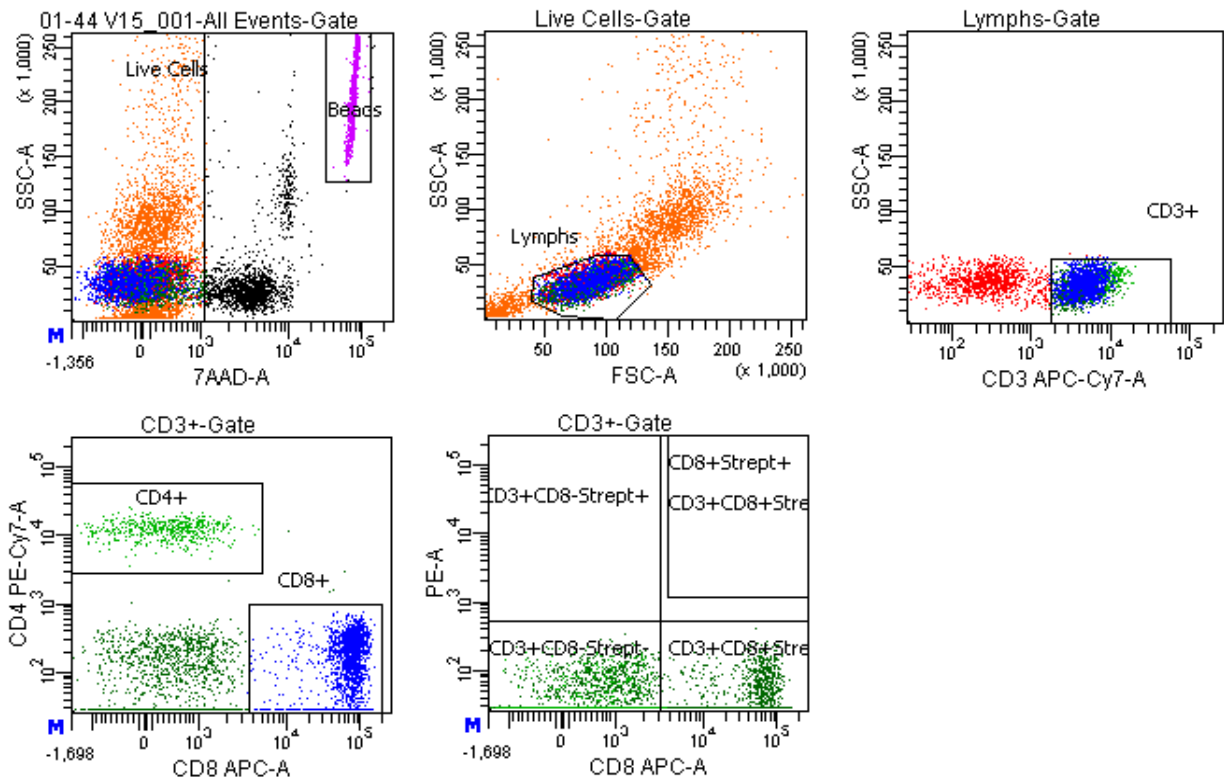 01-44 V15_001-All Events-Gate
Live Cells-Gate
Lymphs-Gate
(x 1,000)
SSC-A
50 100 150 200 250
Live Cells
Beads
M
-1,356
0 10^3 10^4 10^5
7AAD-A
(x 1,000)
SSC-A
50 100 150 200 250
Lymphs
50 100 150 200 250
FSC-A
(x 1,000)
(x 1,000)
SSC-A
50 100 150 200 250
CD3+
10^2 10^3 10^4 10^5
CD3 APC-Cy7-A
CD3+-Gate
CD3+-Gate
CD4 PE-Cy7-A
10^2 10^3 10^4 10^5
CD4+
CD8+
M
-1,698
0 10^3 10^4 10^5
CD8 APC-A
PE-A
10^2 10^3 10^4 10^5
CD8+Strept+
CD3+CD8-Strept+
CD3+CD8+Stre
CD3+CD8-Strept-
CD3+CD8+Stre
M
-1,698
0 10^3 10^4 10^5
CD8 APC-A